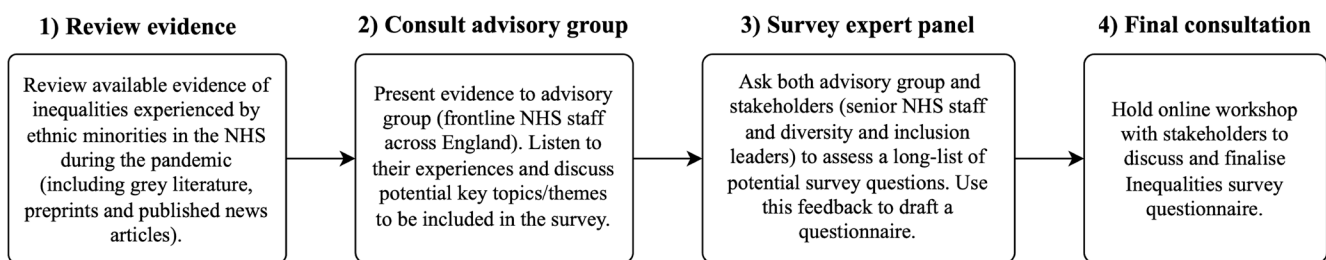 1) Review evidence
Review available evidence of
inequalities experienced by
ethnic minorities in the NHS
during the pandemic
(including grey literature,
preprints and published news
articles).
2) Consult advisory group
Present evidence to advisory
group (frontline NHS staff
across England). Listen to
their experiences and discuss
potential key topics/themes
to be included in the survey.
3) Survey expert panel
Ask both advisory group and
stakeholders (senior NHS staff
and diversity and inclusion
leaders) to assess a long-list of
potential survey questions. Use
this feedback to draft a
questionnaire.
4) Final consultation
Hold online workshop
with stakeholders to
discuss and finalise
Inequalities survey
questionnaire.